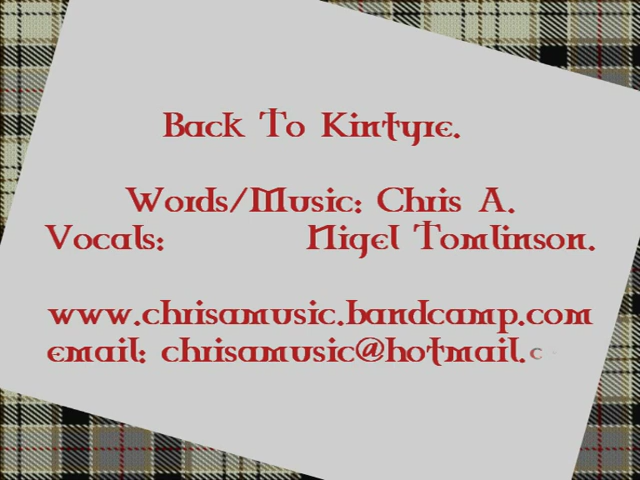 Back To Kintyre.
Words/Music: Chris A.
Vocals: Nigel Tomlinson.
www.chrisamusic.bandcamp.com
email: chrisamusic@hotmail.c